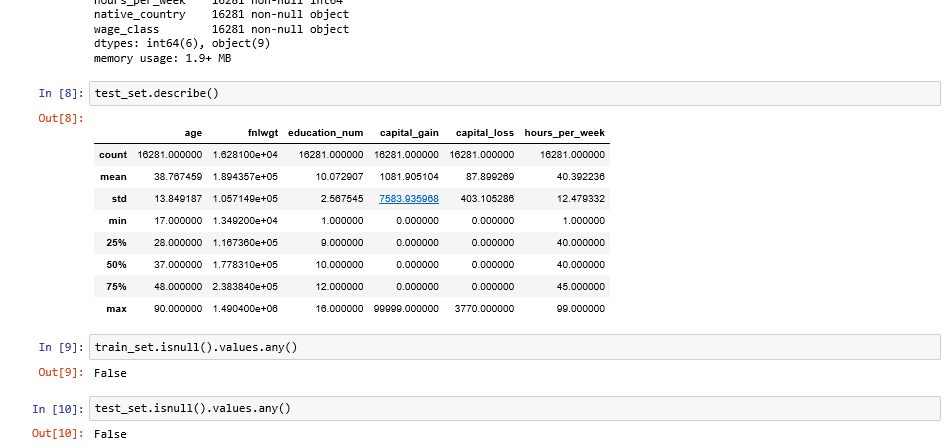 hours_per_week 16281 non-null int64
native_country 16281 non-null object
wage_class 16281 non-null object
dtypes: int64(6), object(9)
memory usage: 1.9+ MB
In [8]: test_set.describe()
Out[8]:
age fnlwgt education_num capital_gain capital_loss hours_per_week
count 16281.000000 1.628100e+04 16281.000000 16281.000000 16281.000000 16281.000000
mean 38.767459 1.894357e+05 10.072907 1081.905104 87.899269 40.392236
std 13.849187 1.057149e+05 2.567545 7583.935968 403.105286 12.479332
min 17.000000 1.349200e+04 1.000000 0.000000 0.000000 1.000000
25% 28.000000 1.167360e+05 9.000000 0.000000 0.000000 40.000000
50% 37.000000 1.778310e+05 10.000000 0.000000 0.000000 40.000000
75% 48.000000 2.383840e+05 12.000000 0.000000 0.000000 45.000000
max 90.000000 1.490400e+06 16.000000 99999.000000 3770.000000 99.000000
In [9]: train_set.isnull().values.any()
Out[9]: False
In [10]: test_set.isnull().values.any()
Out[10]: False